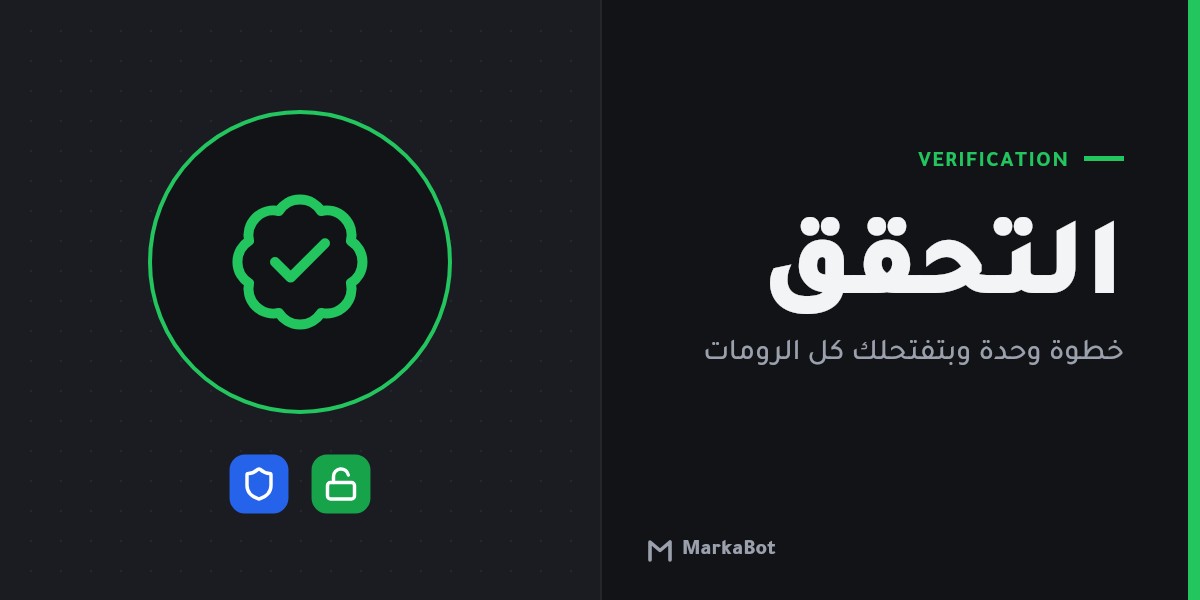 VERIFICATION
التحقق
خطوة وحدة وبتفتحلك كل الرومات
MarkaBot